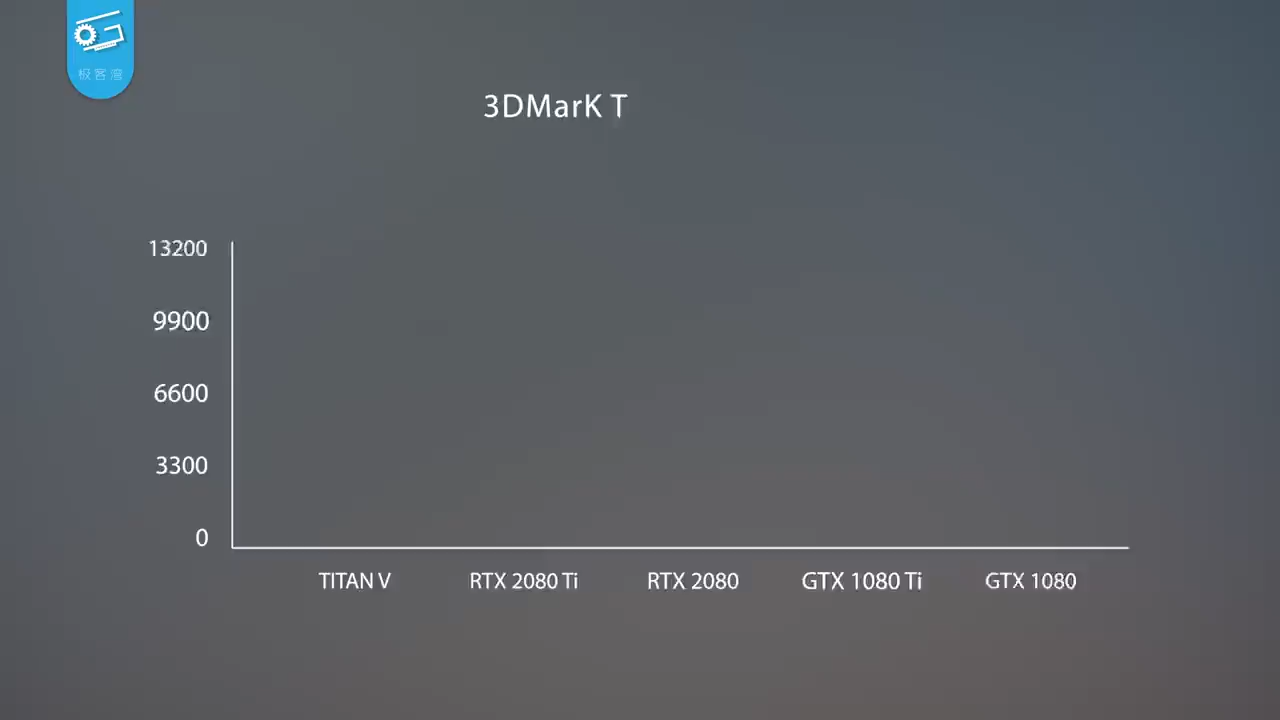 极客湾
3DMarK T
13200
9900
6600
3300
0
TITAN V RTX 2080 Ti RTX 2080 GTX 1080 Ti GTX 1080